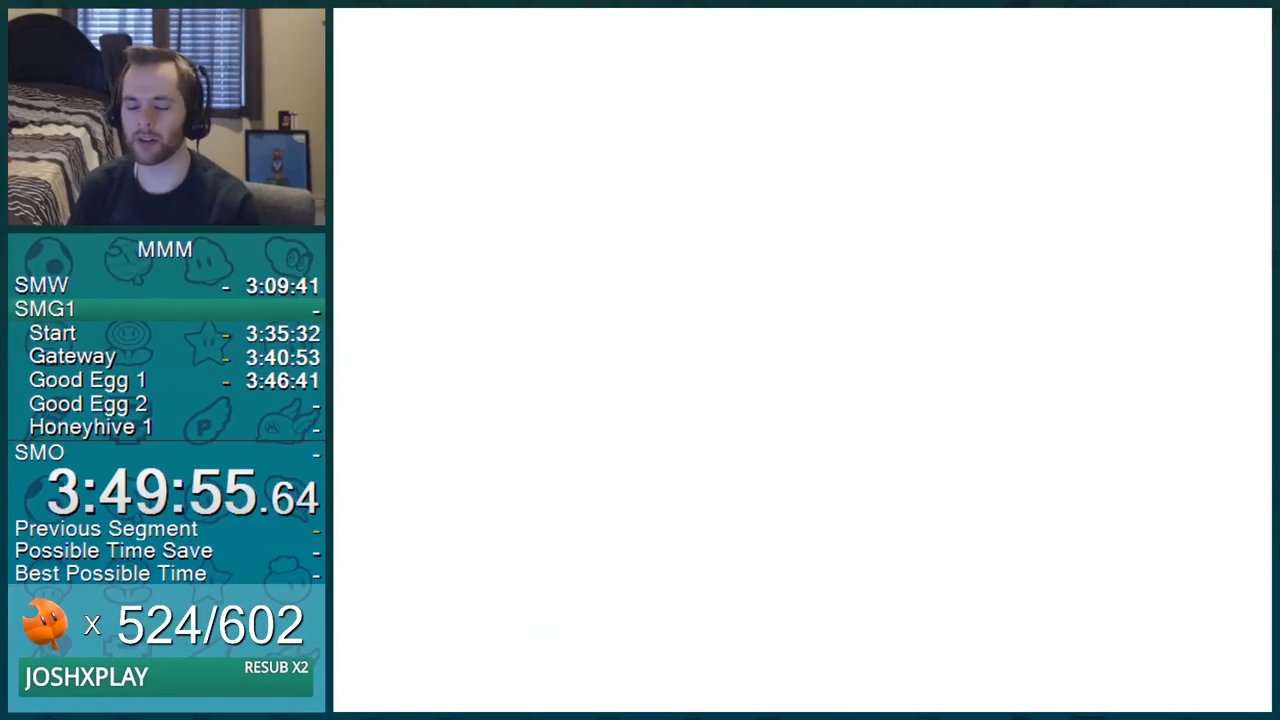 MMM
SMW - 3:09:41
SMG1 -
Start - 3:35:32
Gateway - 3:40:53
Good Egg 1 - 3:46:41
Good Egg 2 -
Honeyhive 1 -
SMO -
3:49:55.64
Previous Segment -
Possible Time Save -
Best Possible Time -
x 524/602
JOSHXPLAY RESUB X2